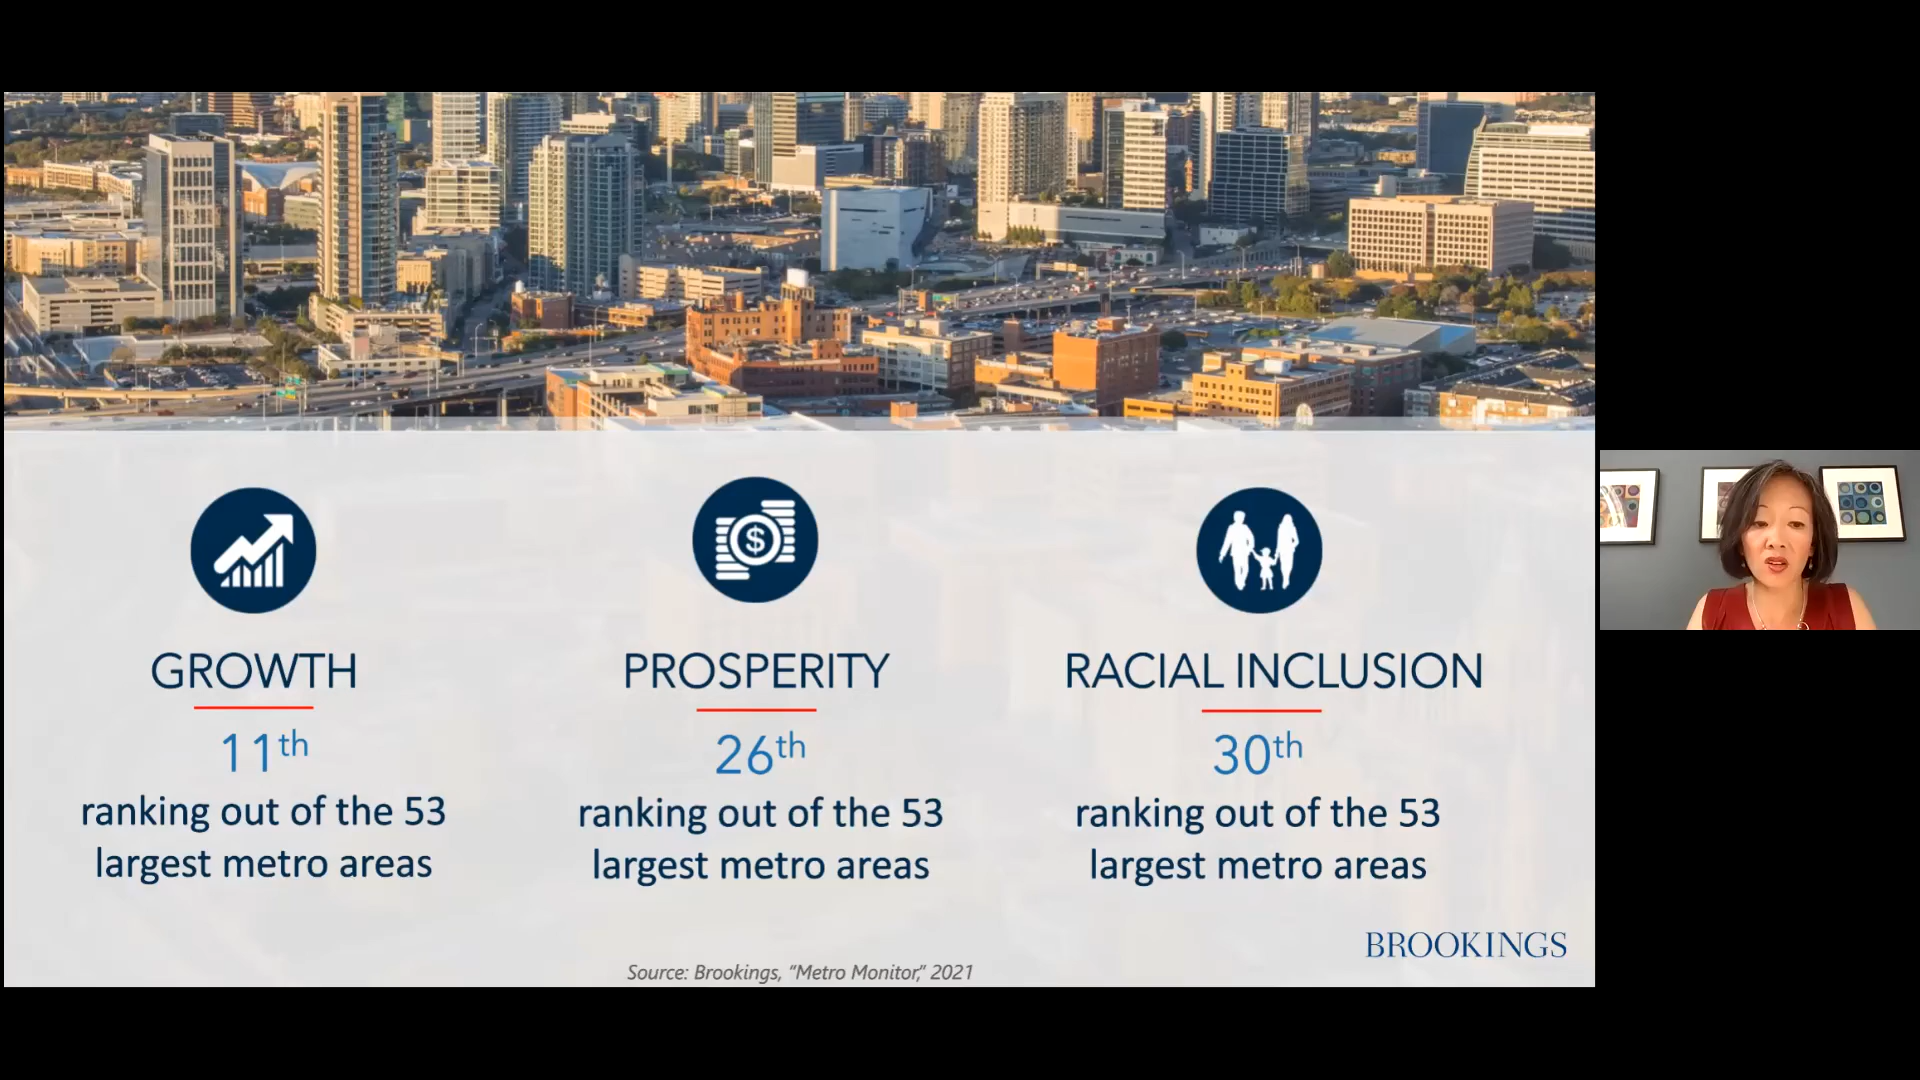 GROWTH
11th
ranking out of the 53
largest metro areas
PROSPERITY
$
26th
ranking out of the 53
largest metro areas
RACIAL INCLUSION
30th
ranking out of the 53
largest metro areas
BROOKINGS
Source: Brookings, "Metro Monitor," 2021